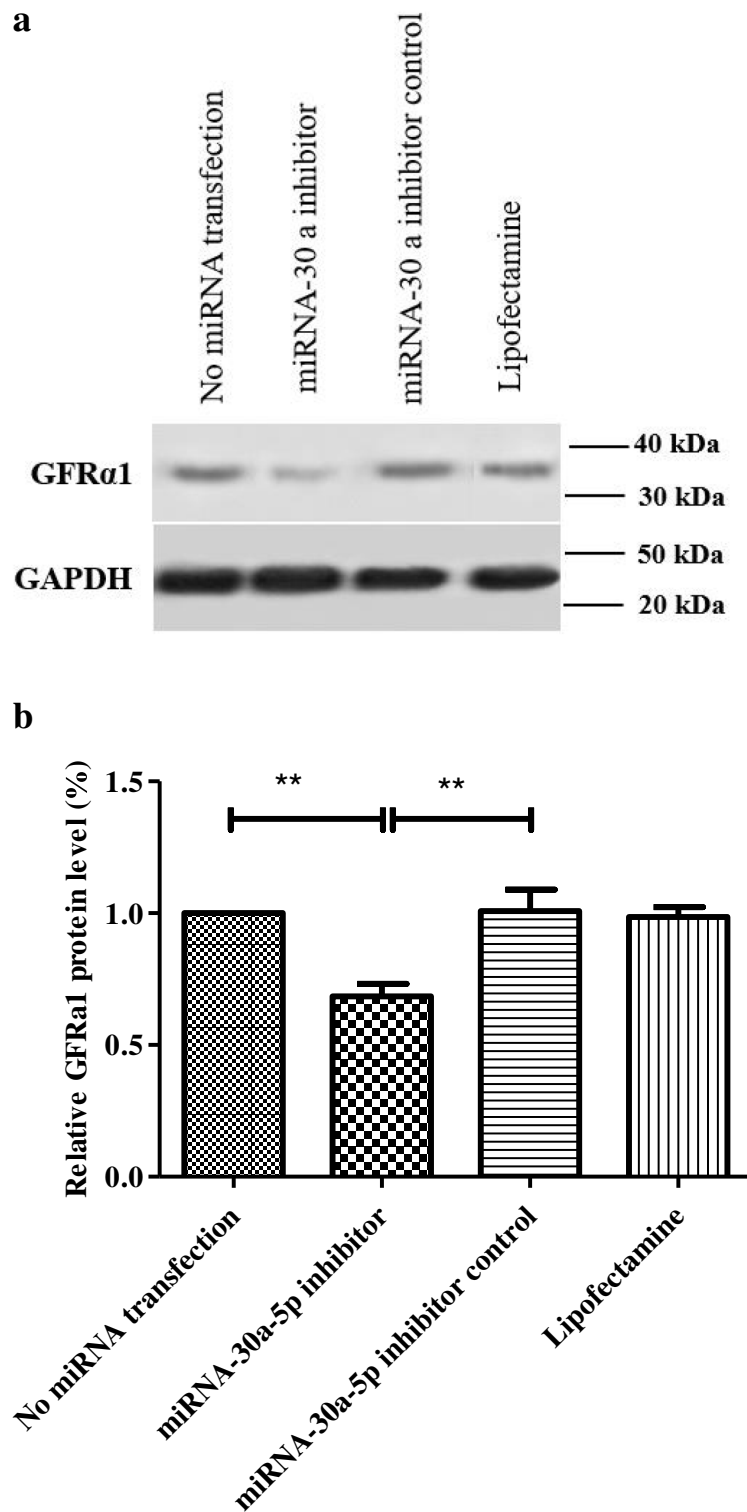 a
No miRNA transfection
miRNA-30 a inhibitor
miRNA-30 a inhibitor control
Lipofectamine
GFRα1
40 kDa
30 kDa
GAPDH
50 kDa
20 kDa
b
Relative GFRa1 protein level (%)
1.5
1.0
0.5
0.0
**
**
No miRNA transfection
miRNA-30a-5p inhibitor
miRNA-30a-5p inhibitor control
Lipofectamine